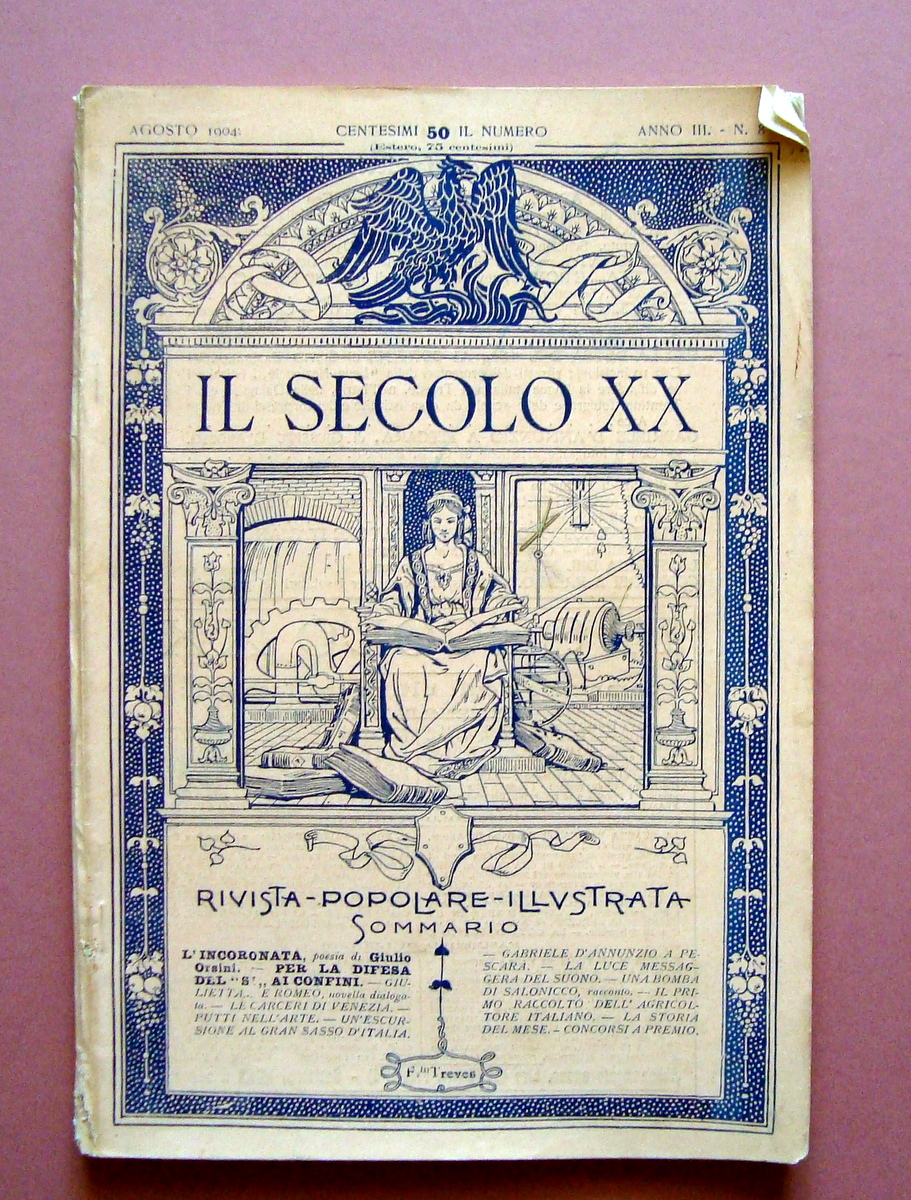 AGOSTO 1904. CENTESIMI 50 IL NUMERO ANNO III. - N. 8
(Estero, 75 centesimi)
IL SECOLO XX
RIVISTA-POPOLARE-ILLVSTRATA
SOMMARIO
L'INCORONATA, poesia di Giulio
Orsini. — PER LA DIFESA
DEL "S", AI CONFINI. — GIU-
LIETTA... E ROMEO, novella dialoga-
ta. — LE CARCERI DI VENEZIA. —
PUTTI NELL'ARTE. — UN'ESCUR-
SIONE AL GRAN SASSO D'ITALIA.
— GABRIELE D'ANNUNZIO A PE-
SCARA. — LA LUCE MESSAG-
GERA DEL SUONO. — UNA BOMBA
DI SALONICCO, racconto. — IL PRI-
MO RACCOLTO DELL'AGRICOL-
TORE ITALIANO. — LA STORIA
DEL MESE. - CONCORSI A PREMIO.
F.lli Treves